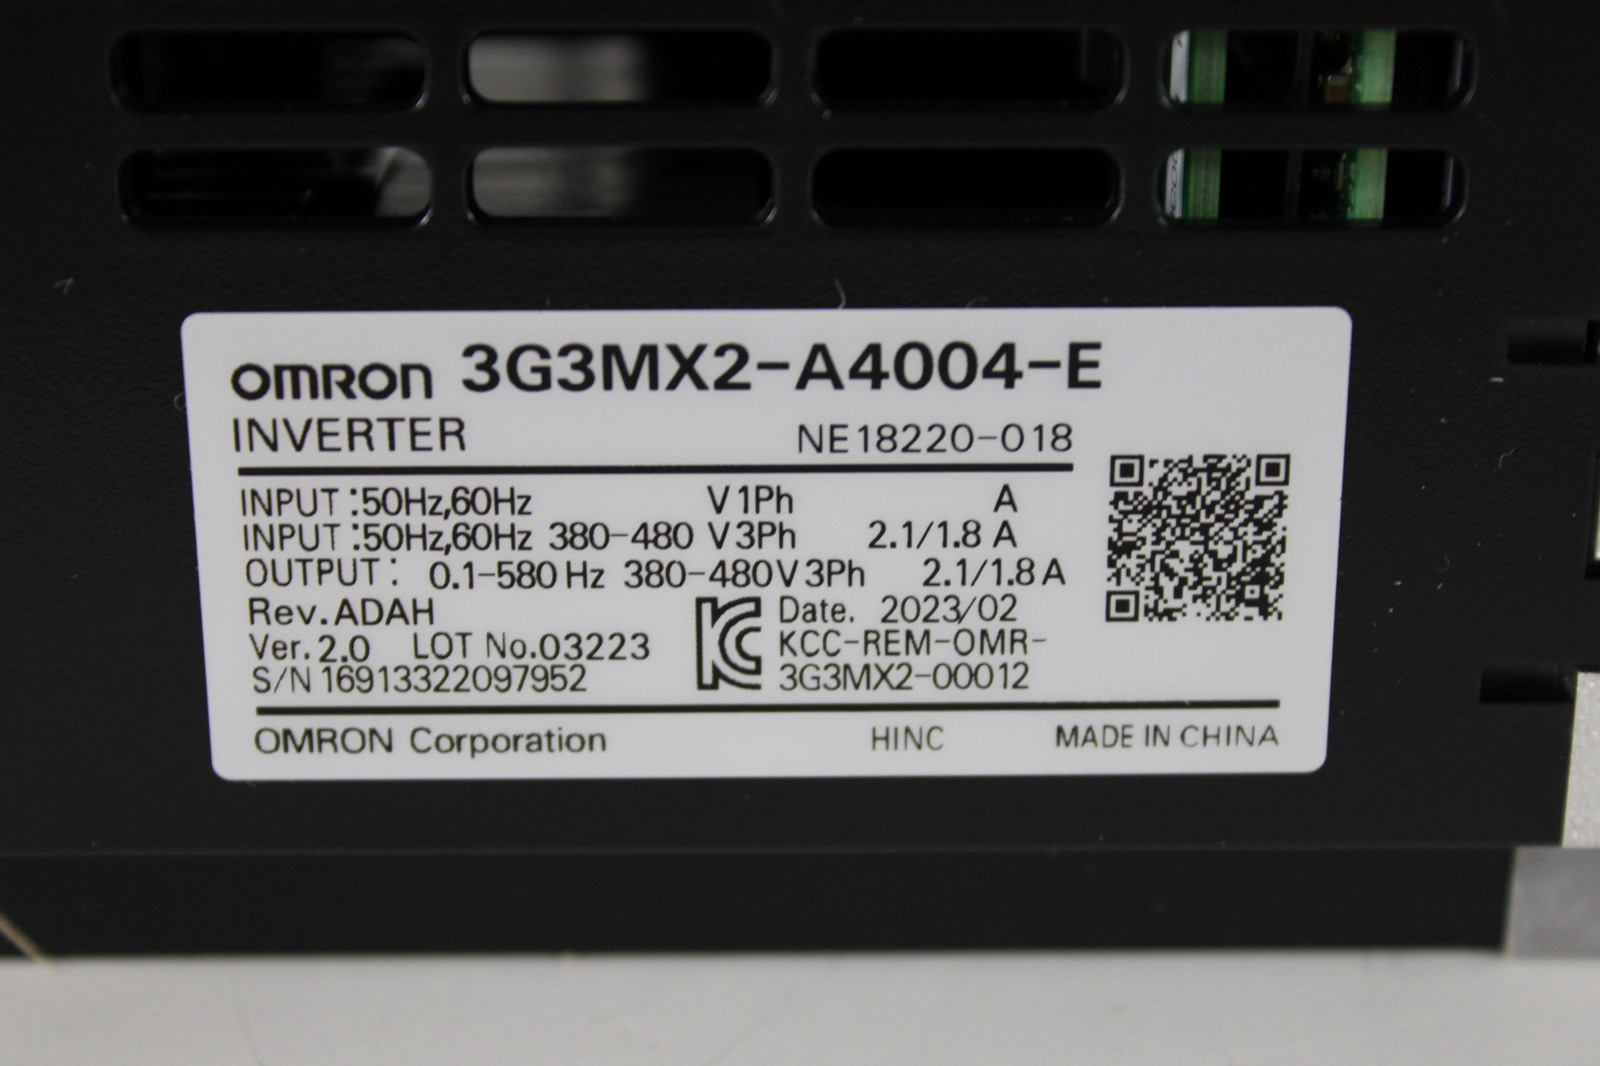 OMRON 3G3MX2-A4004-E
INVERTER NE18220-018
INPUT :50Hz,60Hz V 1Ph A
INPUT :50Hz,60Hz 380-480 V 3Ph 2.1/1.8 A
OUTPUT: 0.1-580 Hz 380-480V 3Ph 2.1/1.8 A
Rev.ADAH Date. 2023/02
Ver.2.0 LOT No.03223 KCC-REM-OMR-
S/N 16913322097952 3G3MX2-00012
OMRON Corporation HINC MADE IN CHINA